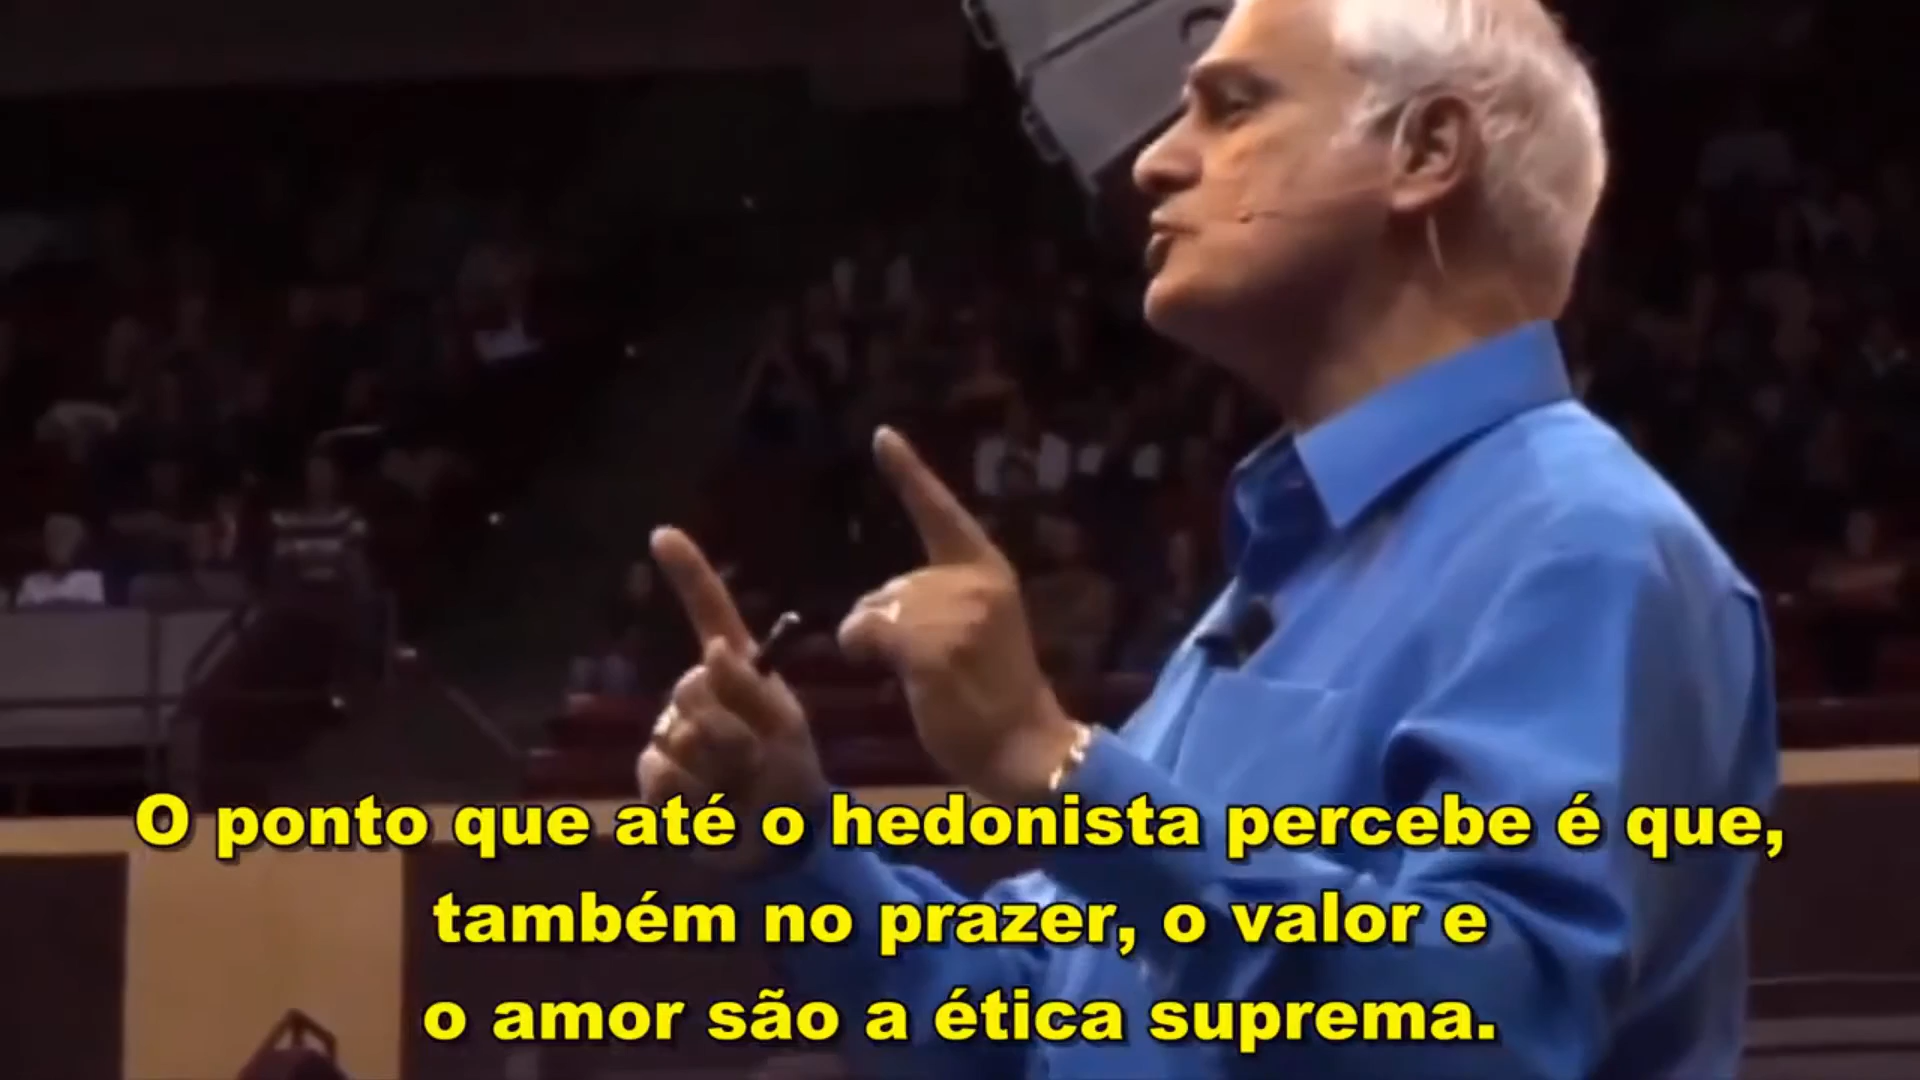 O ponto que até o hedonista percebe é que,
também no prazer, o valor e
o amor são a ética suprema.